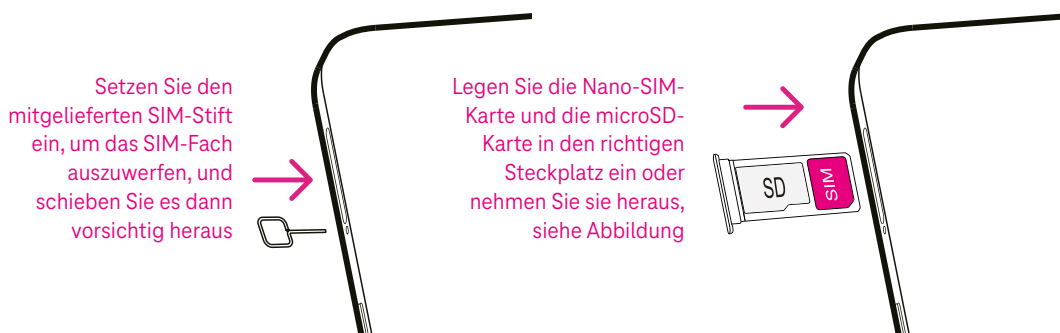 Setzen Sie den
mitgelieferten SIM-Stift
ein, um das SIM-Fach
auszuwerfen, und
schieben Sie es dann
vorsichtig heraus
Legen Sie die Nano-SIM-
Karte und die microSD-
Karte in den richtigen
Steckplatz ein oder
nehmen Sie sie heraus,
siehe Abbildung
SD
SIM